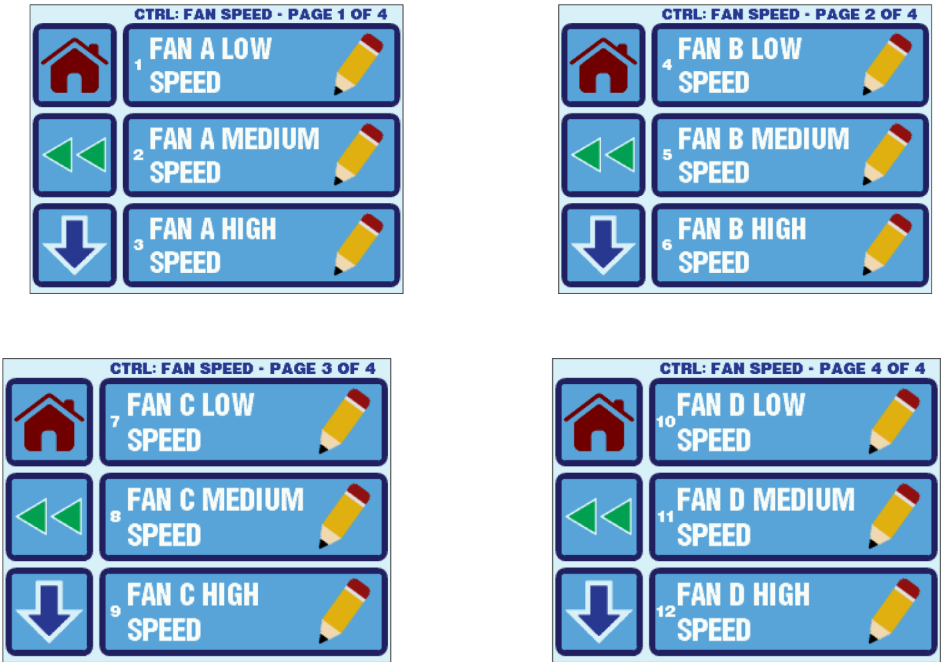 CTRL: FAN SPEED - PAGE 1 OF 4
1 FAN A LOW
SPEED
2 FAN A MEDIUM
SPEED
3 FAN A HIGH
SPEED
CTRL: FAN SPEED - PAGE 2 OF 4
4 FAN B LOW
SPEED
5 FAN B MEDIUM
SPEED
6 FAN B HIGH
SPEED
CTRL: FAN SPEED - PAGE 3 OF 4
7 FAN C LOW
SPEED
8 FAN C MEDIUM
SPEED
9 FAN C HIGH
SPEED
CTRL: FAN SPEED - PAGE 4 OF 4
10 FAN D LOW
SPEED
11 FAN D MEDIUM
SPEED
12 FAN D HIGH
SPEED